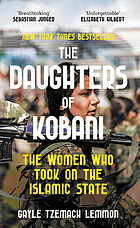 'Breathtaking'
SEBASTIAN JUNGER
'Unforgettable'
ELIZABETH GILBERT
NEW YORK TIMES BESTSELLER
THE
DAUGHTERS
OF
KOBANI
THE WOMEN WHO
TOOK ON THE
ISLAMIC STATE
GAYLE TZEMACH LEMMON